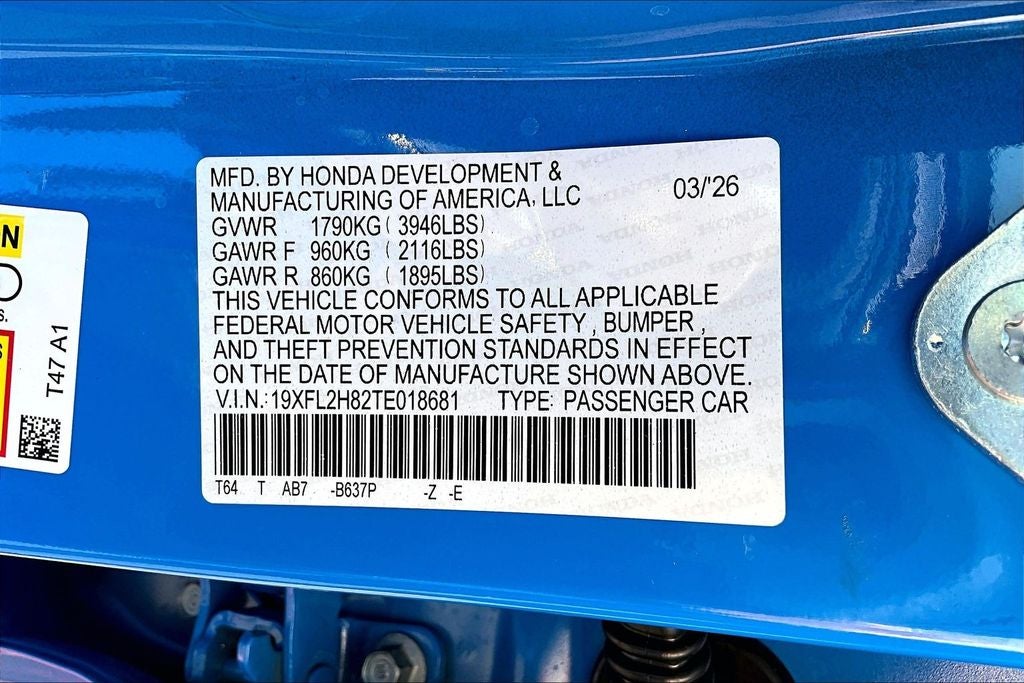 MFD. BY HONDA DEVELOPMENT &
MANUFACTURING OF AMERICA, LLC
03/'26
GVWR 1790KG ( 3946LBS)
GAWR F 960KG ( 2116LBS)
GAWR R 860KG ( 1895LBS)
THIS VEHICLE CONFORMS TO ALL APPLICABLE
FEDERAL MOTOR VEHICLE SAFETY , BUMPER ,
AND THEFT PREVENTION STANDARDS IN EFFECT
ON THE DATE OF MANUFACTURE SHOWN ABOVE.
V.I.N.:19XFL2H82TE018681 TYPE: PASSENGER CAR
T64 T AB7 -B637P -Z -E
T47 A1